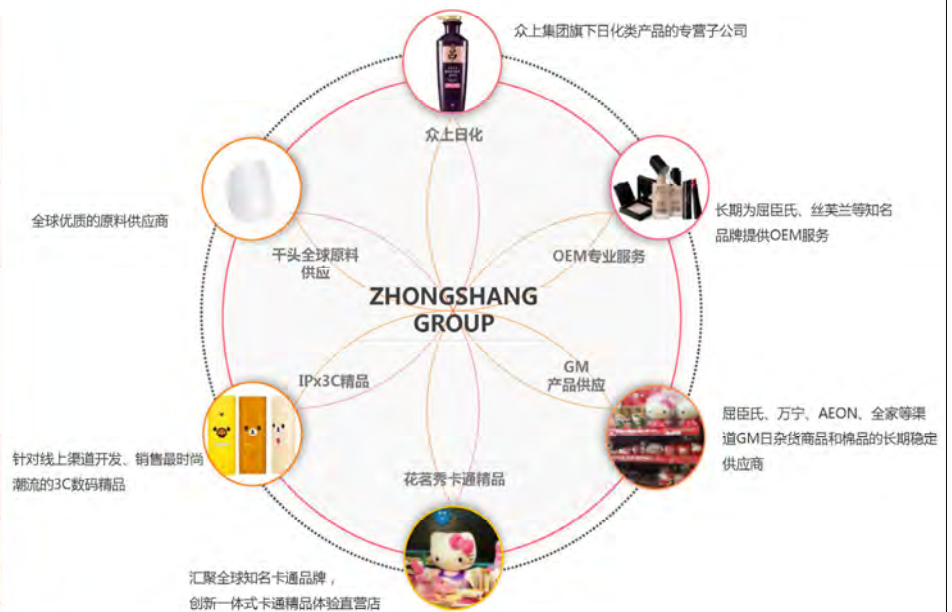 众上集团旗下日化类产品的专营子公司
众上日化
全球优质的原料供应商
长期为屈臣氏、丝芙兰等知名
品牌提供OEM服务
千头全球原料
供应
OEM专业服务
ZHONGSHANG
GROUP
IPx3C精品
GM
产品供应
针对线上渠道开发、销售最时尚
潮流的3C数码精品
屈臣氏、万宁、AEON、全家等渠
道GM日杂货商品和棉品的长期稳定
供应商
花茗秀卡通精品
汇聚全球知名卡通品牌，
创新一体式卡通精品体验直营店